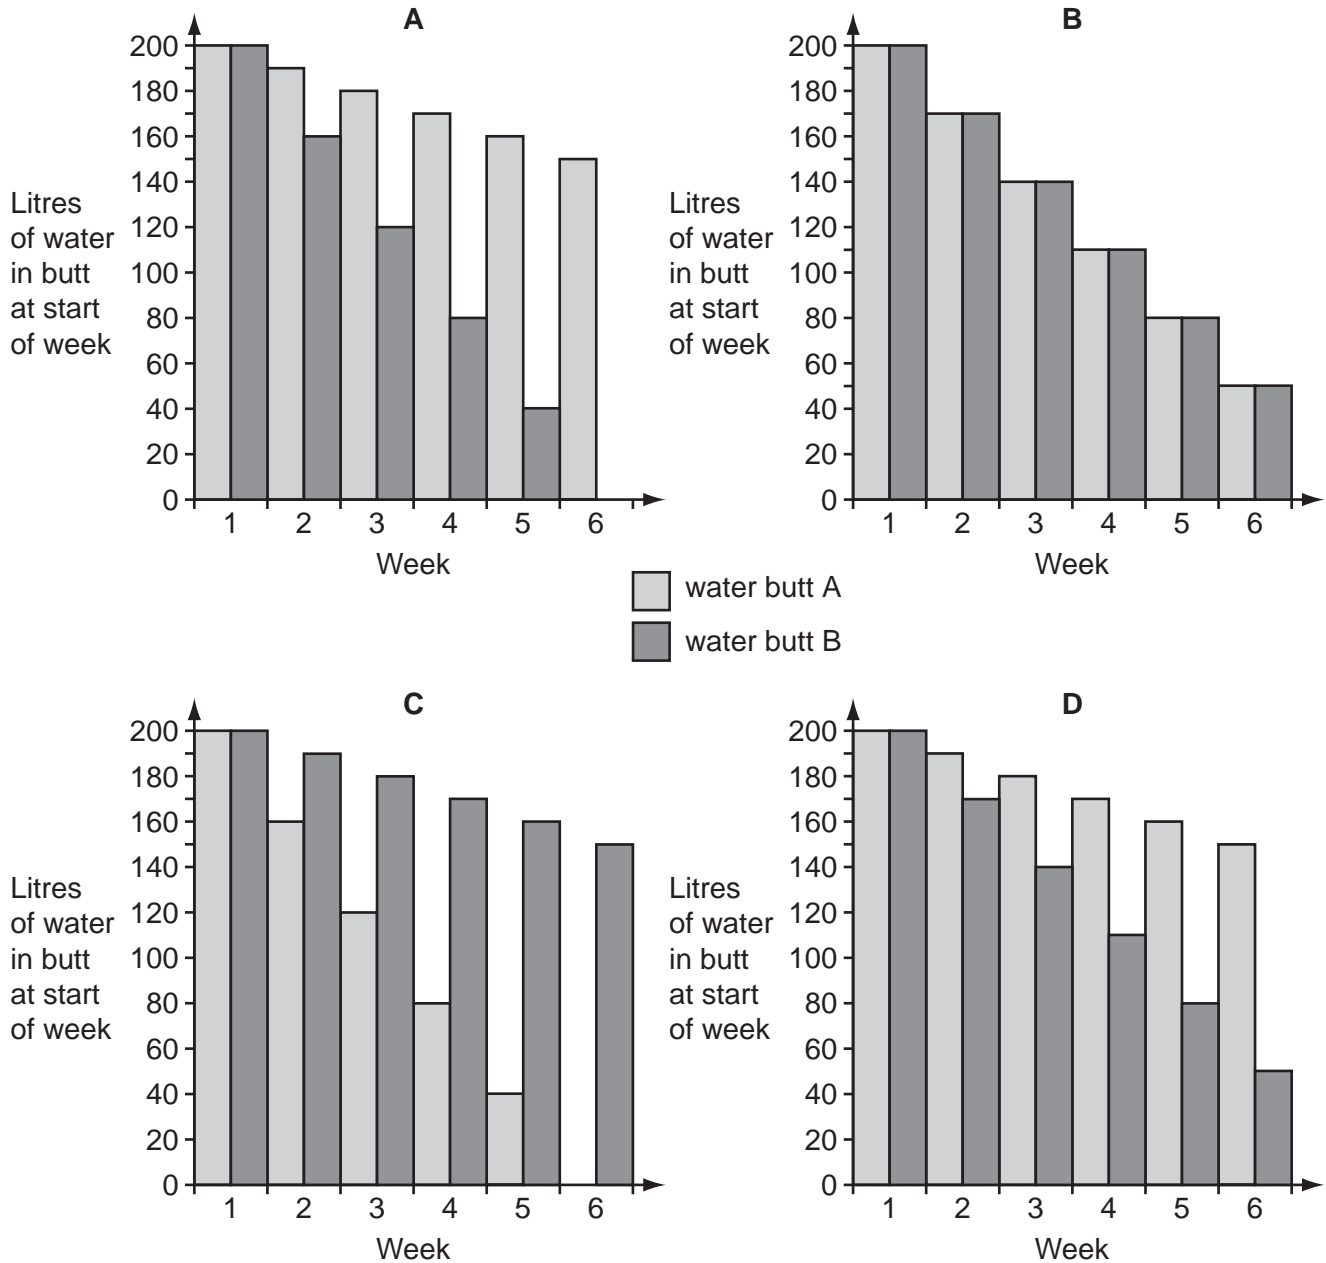 A
200
180
160
140
120
100
80
60
40
20
0
Litres
of water
in butt
at start
of week
1 2 3 4 5 6
Week
B
200
180
160
140
120
100
80
60
40
20
0
Litres
of water
in butt
at start
of week
1 2 3 4 5 6
Week
water butt A
water butt B
C
200
180
160
140
120
100
80
60
40
20
0
Litres
of water
in butt
at start
of week
1 2 3 4 5 6
Week
D
200
180
160
140
120
100
80
60
40
20
0
Litres
of water
in butt
at start
of week
1 2 3 4 5 6
Week